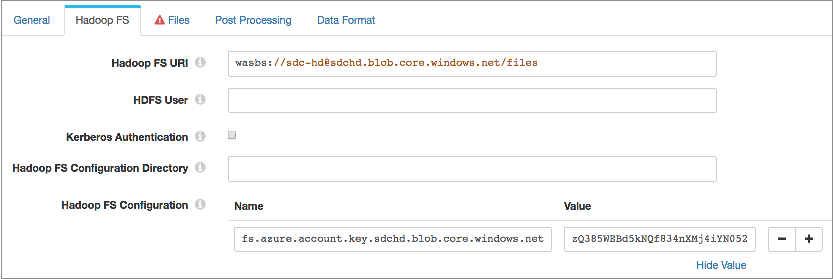 General Hadoop FS Files Post Processing Data Format
Hadoop FS URI wasbs://sdc-hd@sdchd.blob.core.windows.net/files
HDFS User
Kerberos Authentication
Hadoop FS Configuration Directory
Hadoop FS Configuration Name Value
fs.azure.account.key.sdchd.blob.core.windows.net zQ385WEBd5kNQf834nXMj4iYN052
Hide Value